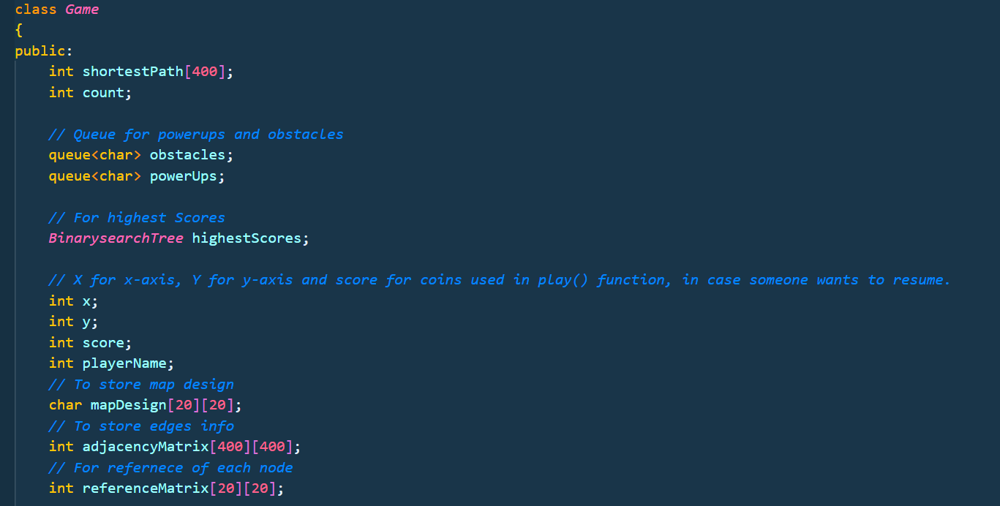 class Game
{
public:
int shortestPath[400];
int count;
// Queue for powerups and obstacles
queue<char> obstacles;
queue<char> powerUps;
// For highest Scores
BinarysearchTree highestScores;
// X for x-axis, Y for y-axis and score for coins used in play() function, in case someone wants to resume.
int x;
int y;
int score;
int playerName;
// To store map design
char mapDesign[20][20];
// To store edges info
int adjacencyMatrix[400][400];
// For refernece of each node
int referenceMatrix[20][20];